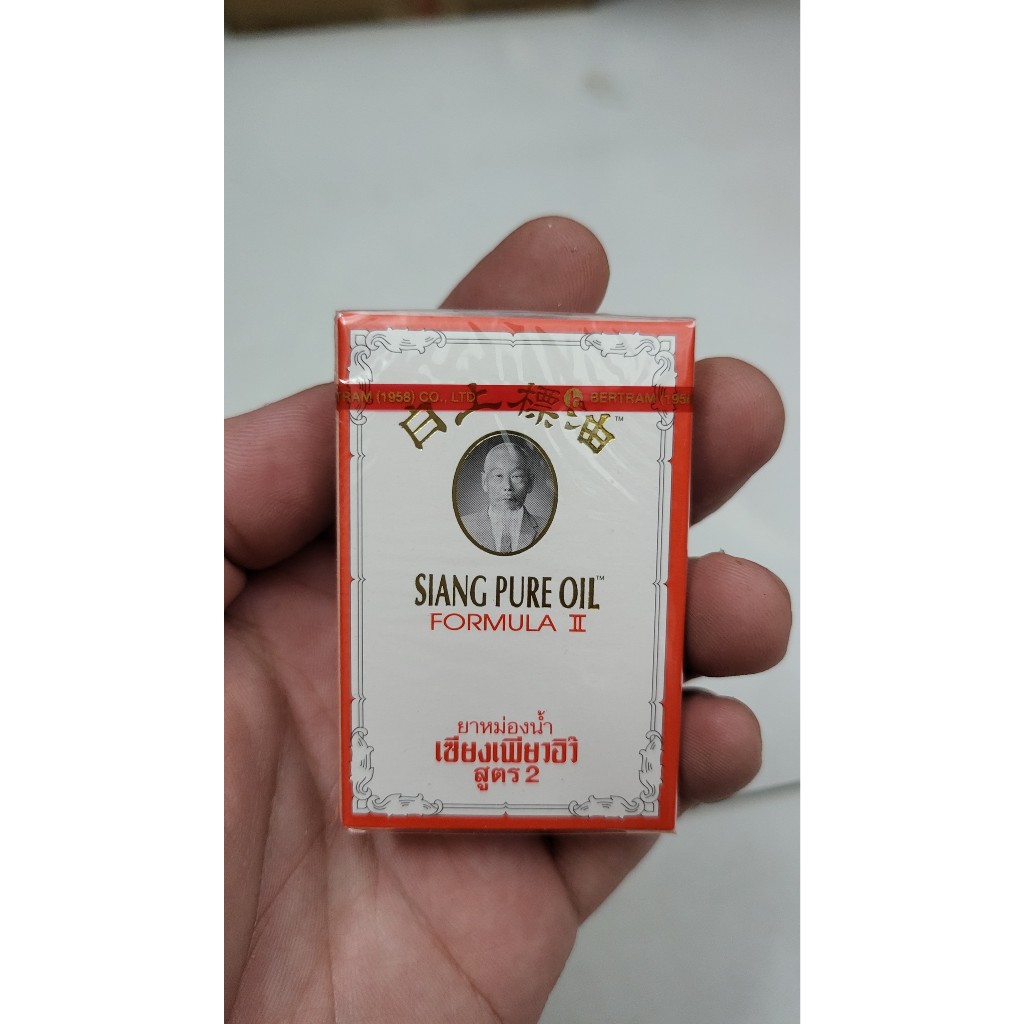 RAM (1958) CO., LTD BERTRAM (195
白上標油™
SIANG PURE OIL™
FORMULA II
ยาหม่องน้ำ
เซียงเพียวอิ๊ว
สูตร 2